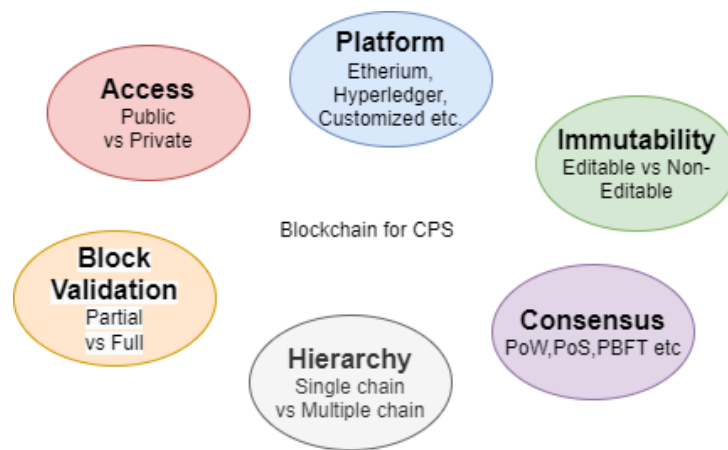 Platform
Etherium,
Hyperledger,
Customized etc.
Access
Public
vs Private
Immutability
Editable vs Non-
Editable
Blockchain for CPS
Block
Validation
Partial
vs Full
Consensus
PoW,PoS,PBFT etc
Hierarchy
Single chain
vs Multiple chain